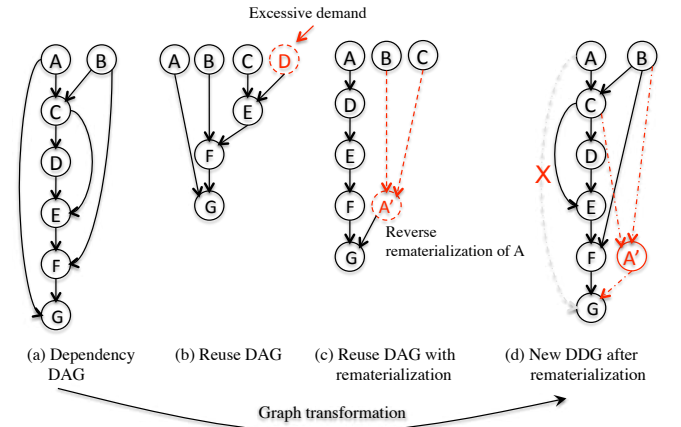 Excessive demand
A B
C
D
E
F
G
A B C D
E
F
G
A B C
D
E
F A'
G
Reverse
rematerialization of A
A B
C
D
X
E
F A'
G
(a) Dependency
DAG
(b) Reuse DAG
(c) Reuse DAG with
rematerialization
(d) New DDG after
rematerialization
Graph transformation